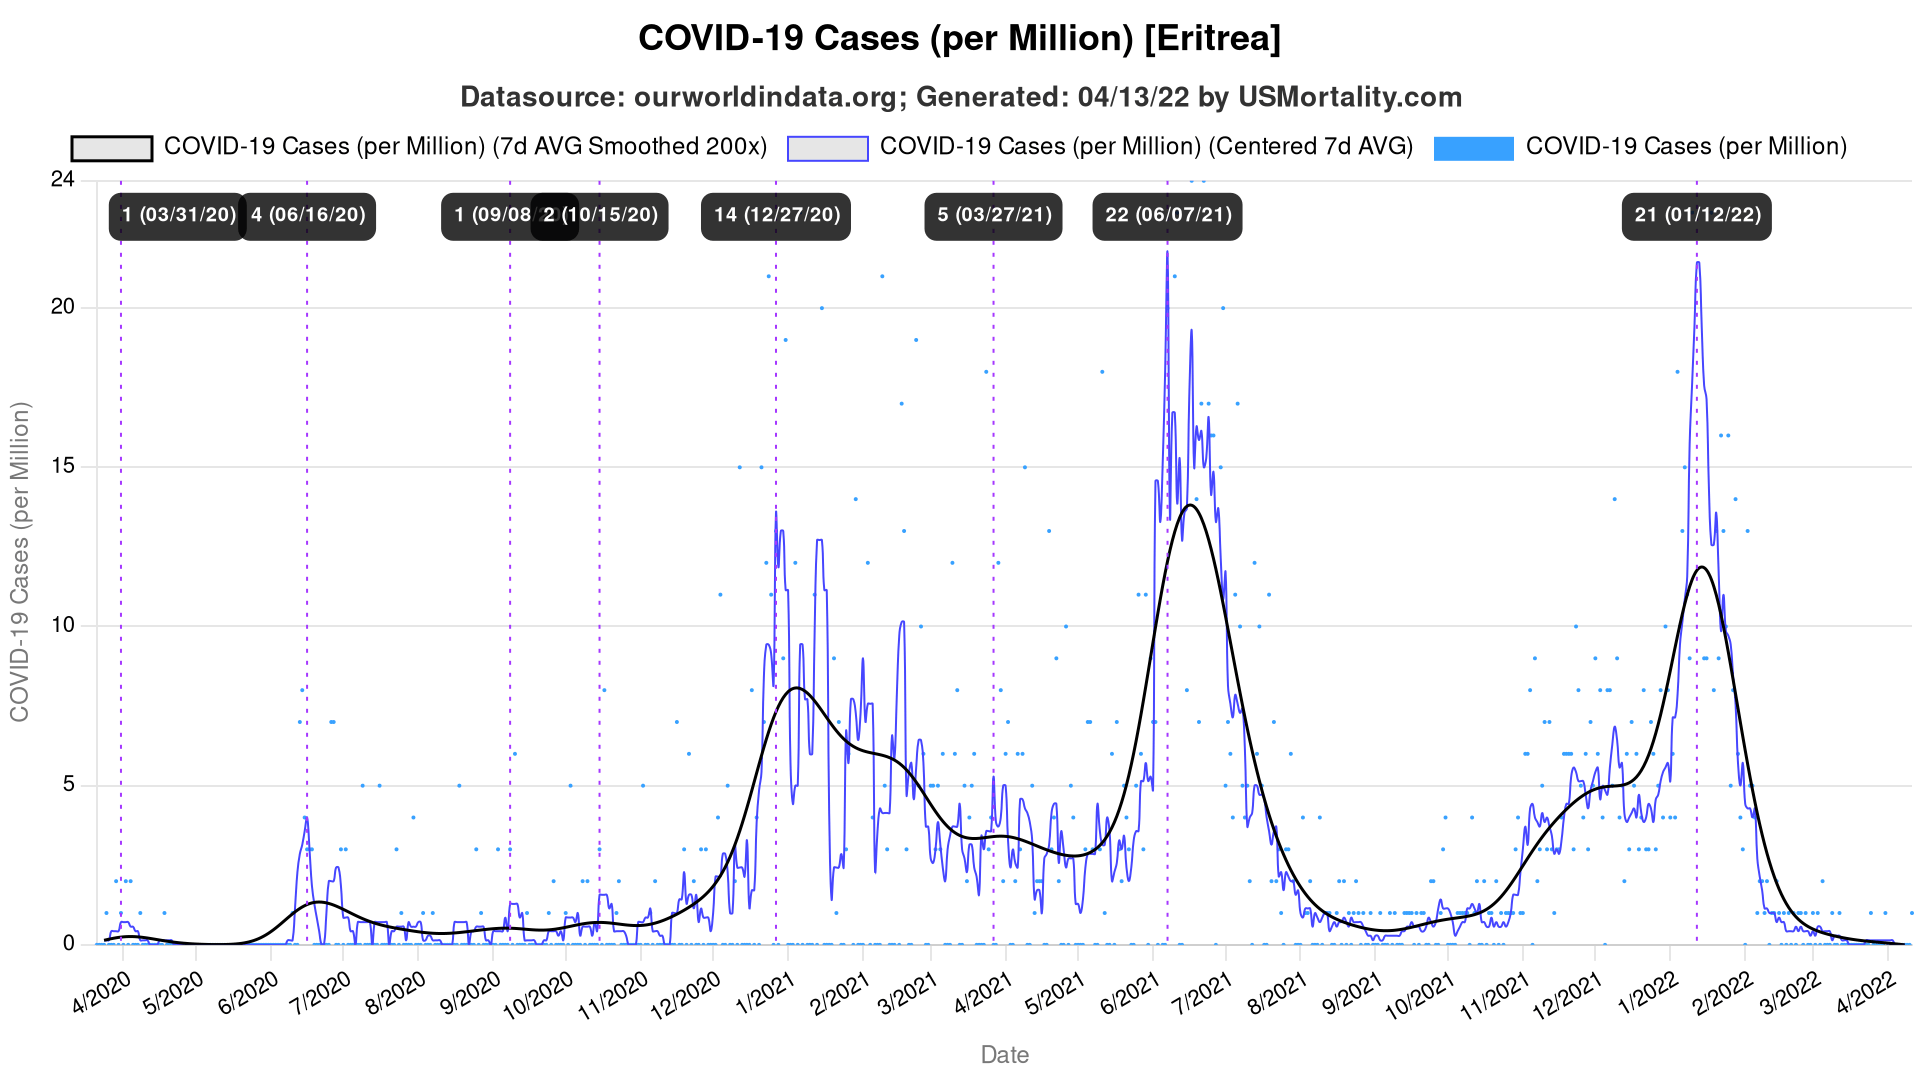 COVID-19 Cases (per Million) [Eritrea]
Datasource: ourworldindata.org; Generated: 04/13/22 by USMortality.com
COVID-19 Cases (per Million) (7d AVG Smoothed 200x) COVID-19 Cases (per Million) (Centered 7d AVG) COVID-19 Cases (per Million)
1 (03/31/20) 4 (06/16/20) 1 (09/08 2 (10/15/20) 14 (12/27/20) 5 (03/27/21) 22 (06/07/21) 21 (01/12/22)
24
20
15
10
5
0
COVID-19 Cases (per Million)
4/2020 5/2020 6/2020 7/2020 8/2020 9/2020 10/2020 11/2020 12/2020 1/2021 2/2021 3/2021 4/2021 5/2021 6/2021 7/2021 8/2021 9/2021 10/2021 11/2021 12/2021 1/2022 2/2022 3/2022 4/2022
Date